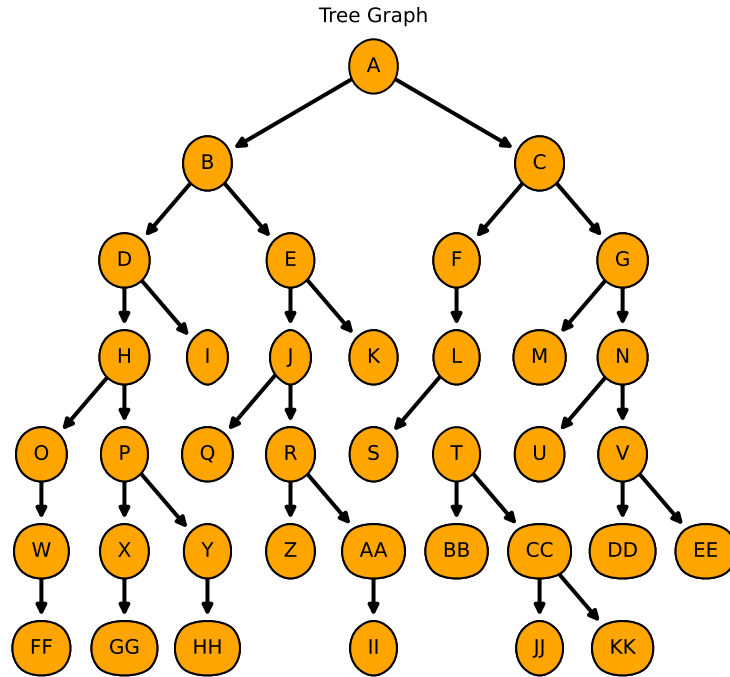 Tree Graph
A
B C
D E F G
H I J K L M N
O P Q R S T U V
W X Y Z AA BB CC DD EE
FF GG HH II JJ KK